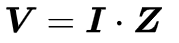 V = I · Z